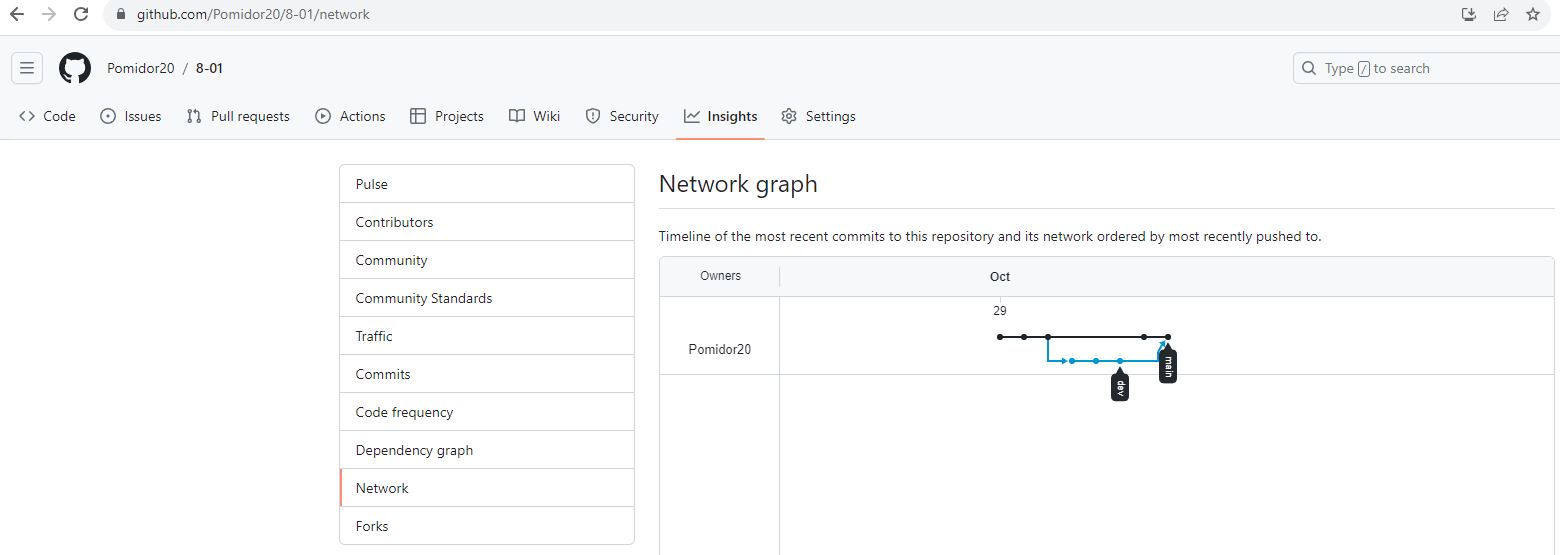 github.com/Pomidor20/8-01/network
Pomidor20 / 8-01
Type / to search
Code Issues Pull requests Actions Projects Wiki Security Insights Settings
Pulse
Contributors
Community
Community Standards
Traffic
Commits
Code frequency
Dependency graph
Network
Forks
Network graph
Timeline of the most recent commits to this repository and its network ordered by most recently pushed to.
Owners Oct
29
Pomidor20
main
dev